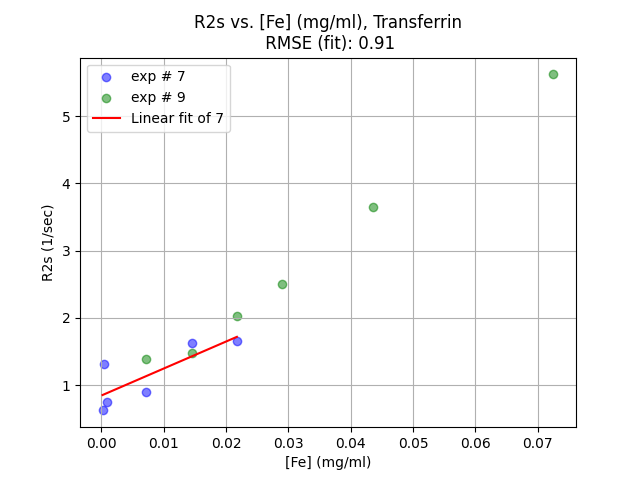 R2s vs. [Fe] (mg/ml), Transferrin
RMSE (fit): 0.91
exp # 7
exp # 9
Linear fit of 7
5
4
3
2
1
R2s (1/sec)
0.00 0.01 0.02 0.03 0.04 0.05 0.06 0.07
[Fe] (mg/ml)